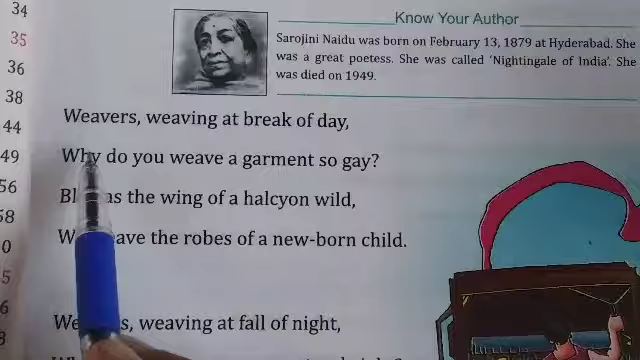 34
35
36
38
44
49
56
58
0
5
6
8
Know Your Author
Sarojini Naidu was born on February 13, 1879 at Hyderabad. She
was a great poetess. She was called 'Nightingale of India'. She
was died on 1949.
Weavers, weaving at break of day,
Why do you weave a garment so gay?
as the wing of a halcyon wild,
the robes of a new-born child.
weaving at fall of night,